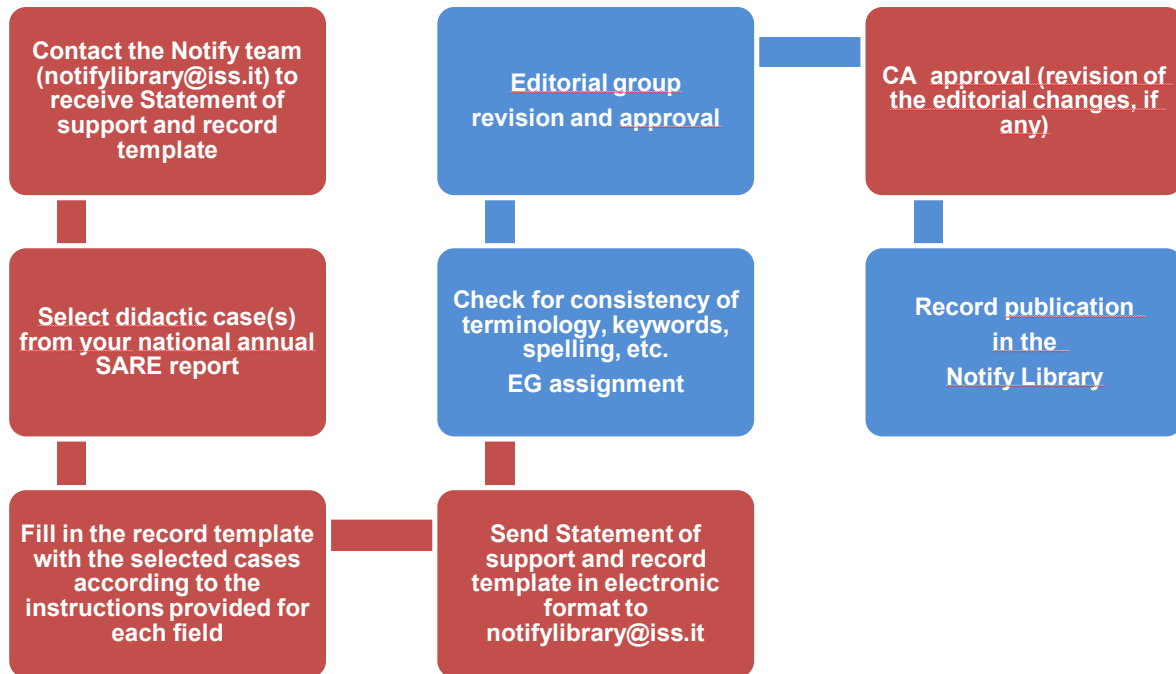 Contact the Notify team
(notifylibrary@iss.it) to
receive Statement of
support and record
template
Select didactic case(s)
from your national annual
SARE report
Fill in the record template
with the selected cases
according to the
instructions provided for
each field
Send Statement of
support and record
template in electronic
format to
notifylibrary@iss.it
Check for consistency of
terminology, keywords,
spelling, etc.
EG assignment
Editorial group
revision and approval
CA approval (revision of
the editorial changes, if
any)
Record publication
in the
Notify Library